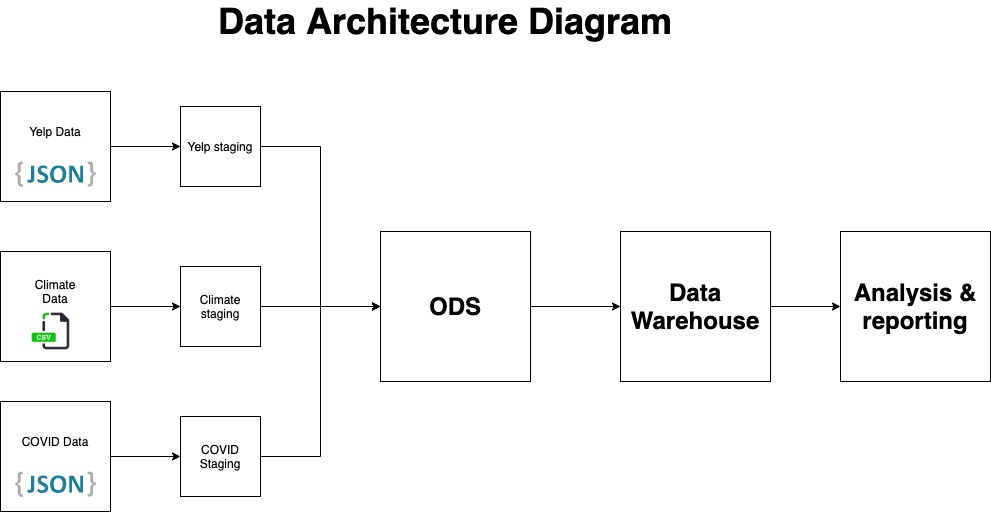 Data Architecture Diagram
Yelp Data
{JSON}
Yelp staging
Climate
Data
CSV
Climate
staging
COVID Data
{JSON}
COVID
Staging
ODS
Data
Warehouse
Analysis &
reporting